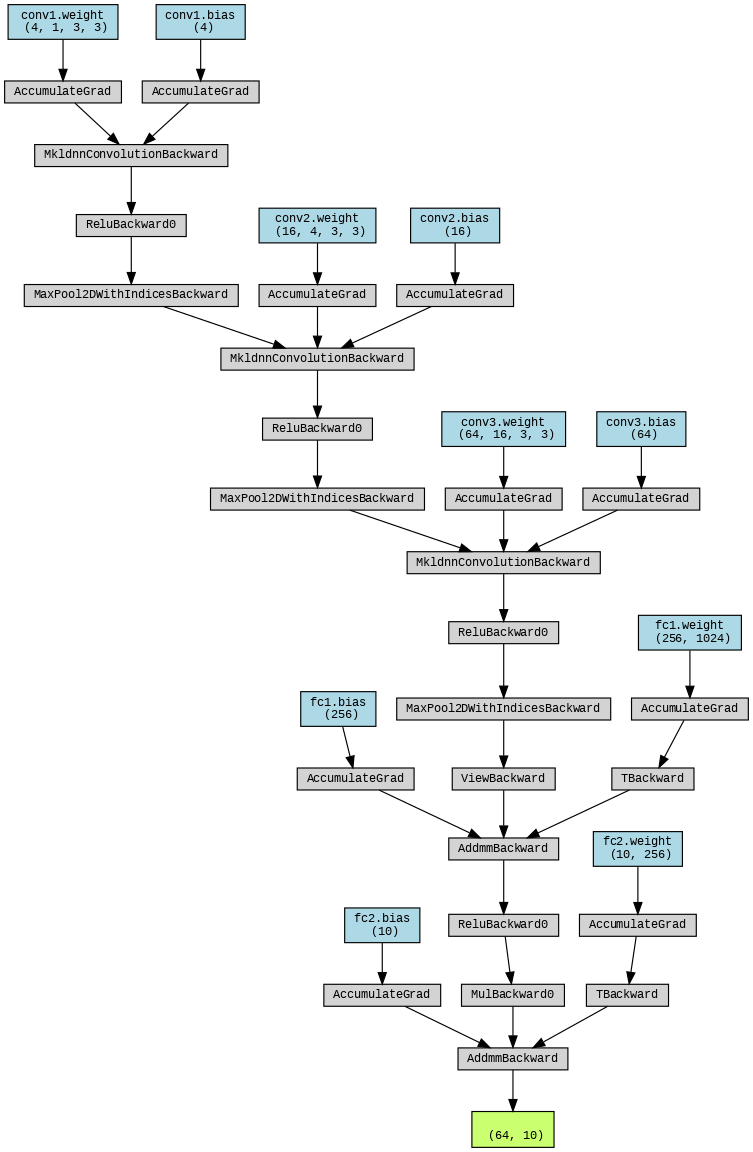 conv1.weight
(4, 1, 3, 3)
conv1.bias
(4)
AccumulateGrad
AccumulateGrad
MkldnnConvolutionBackward
ReluBackward0
conv2.weight
(16, 4, 3, 3)
conv2.bias
(16)
MaxPool2DWithIndicesBackward
AccumulateGrad
AccumulateGrad
MkldnnConvolutionBackward
ReluBackward0
conv3.weight
(64, 16, 3, 3)
conv3.bias
(64)
MaxPool2DWithIndicesBackward
AccumulateGrad
AccumulateGrad
MkldnnConvolutionBackward
ReluBackward0
fc1.weight
(256, 1024)
fc1.bias
(256)
MaxPool2DWithIndicesBackward
AccumulateGrad
AccumulateGrad
ViewBackward
TBackward
AddmmBackward
fc2.weight
(10, 256)
fc2.bias
(10)
ReluBackward0
AccumulateGrad
AccumulateGrad
MulBackward0
TBackward
AddmmBackward
(64, 10)